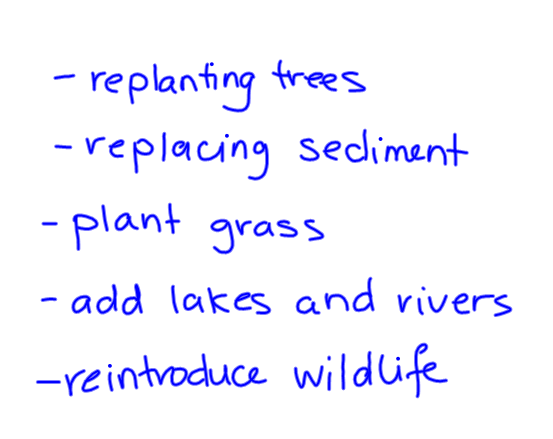 - replanting trees
- replacing sediment
- plant grass
- add lakes and rivers
- reintroduce wildlife